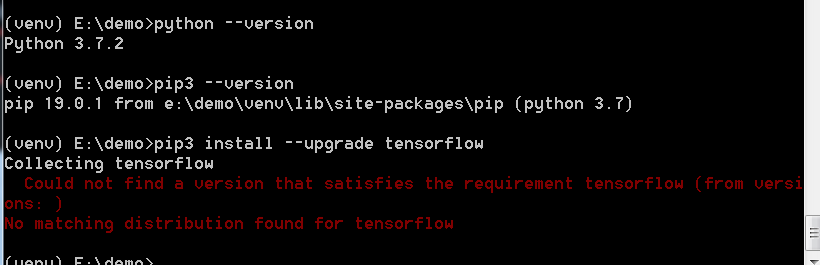 (venv) E:\demo>python --version
Python 3.7.2
(venv) E:\demo>pip3 --version
pip 19.0.1 from e:\demo\venv\lib\site-packages\pip (python 3.7)
(venv) E:\demo>pip3 install --upgrade tensorflow
Collecting tensorflow
  Could not find a version that satisfies the requirement tensorflow (from versi
ons: )
No matching distribution found for tensorflow
(venv) E:\demo>